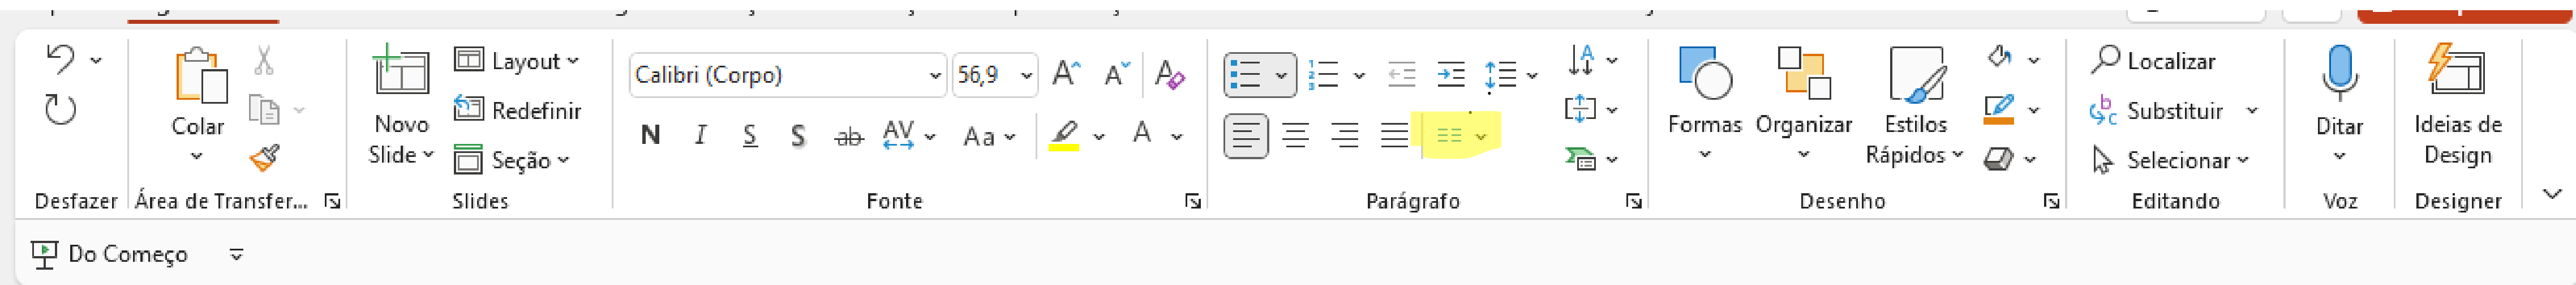 Layout
Calibri (Corpo) 56,9
Localizar
Redefinir
Substituir
Colar
Novo
Slide
Seção
N I S S ab AV Aa A
Formas Organizar Estilos
Rápidos
Selecionar
Ditar
Ideias de
Design
Desfazer Área de Transfer... Slides Fonte Parágrafo Desenho Editando Voz Designer
Do Começo